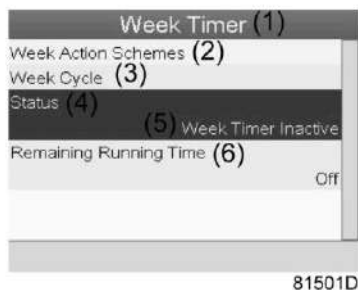 Week Timer (1)
Week Action Schemes (2)
Week Cycle (3)
Status (4)
(5) Week Timer Inactive
Remaining Running Time (6)
Off
81501D